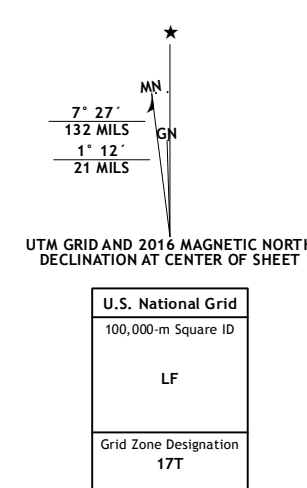 ★
MN
7° 27´
132 MILS
GN
1° 12´
21 MILS
UTM GRID AND 2016 MAGNETIC NORTH
DECLINATION AT CENTER OF SHEET
U.S. National Grid
100,000-m Square ID
LF
Grid Zone Designation
17T